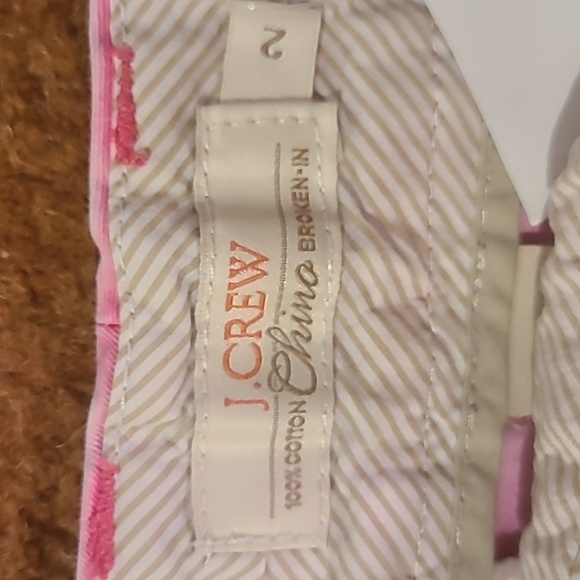 2
J.CREW
100% COTTON Chino BROKEN-IN